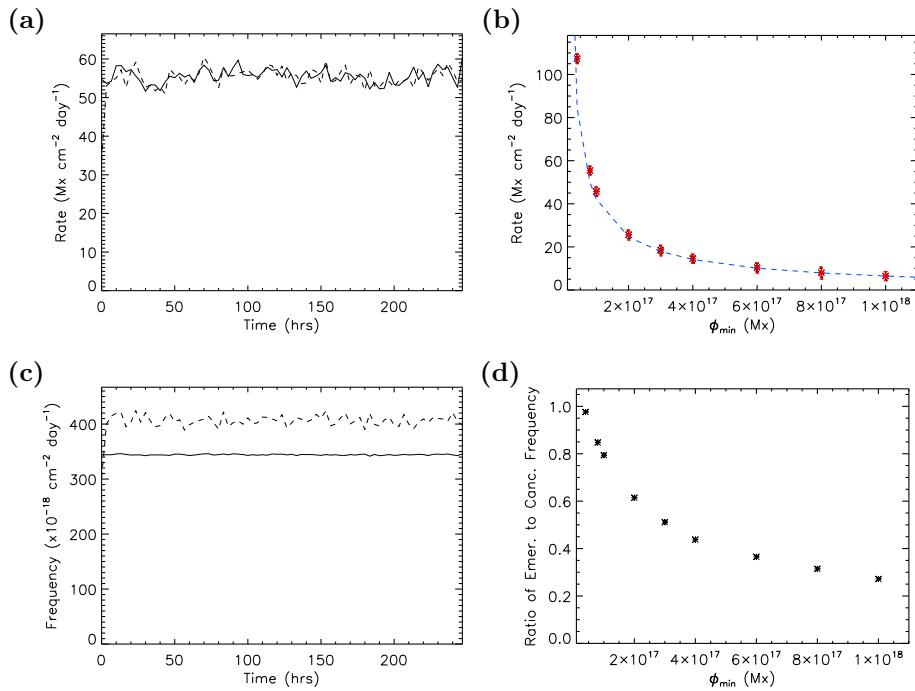 (a)
60
50
40
30
20
10
0
Rate (Mx cm⁻² day⁻¹)
0 50 100 150 200
Time (hrs)
(b)
100
80
60
40
20
0
Rate (Mx cm⁻² day⁻¹)
2×10¹⁷ 4×10¹⁷ 6×10¹⁷ 8×10¹⁷ 1×10¹⁸
ϕmin (Mx)
(c)
400
300
200
100
0
Frequency (x10⁻¹⁸ cm⁻² day⁻¹)
0 50 100 150 200
Time (hrs)
(d)
1.0
0.8
0.6
0.4
0.2
0.0
Ratio of Emer. to Canc. Frequency
2×10¹⁷ 4×10¹⁷ 6×10¹⁷ 8×10¹⁷ 1×10¹⁸
ϕmin (Mx)